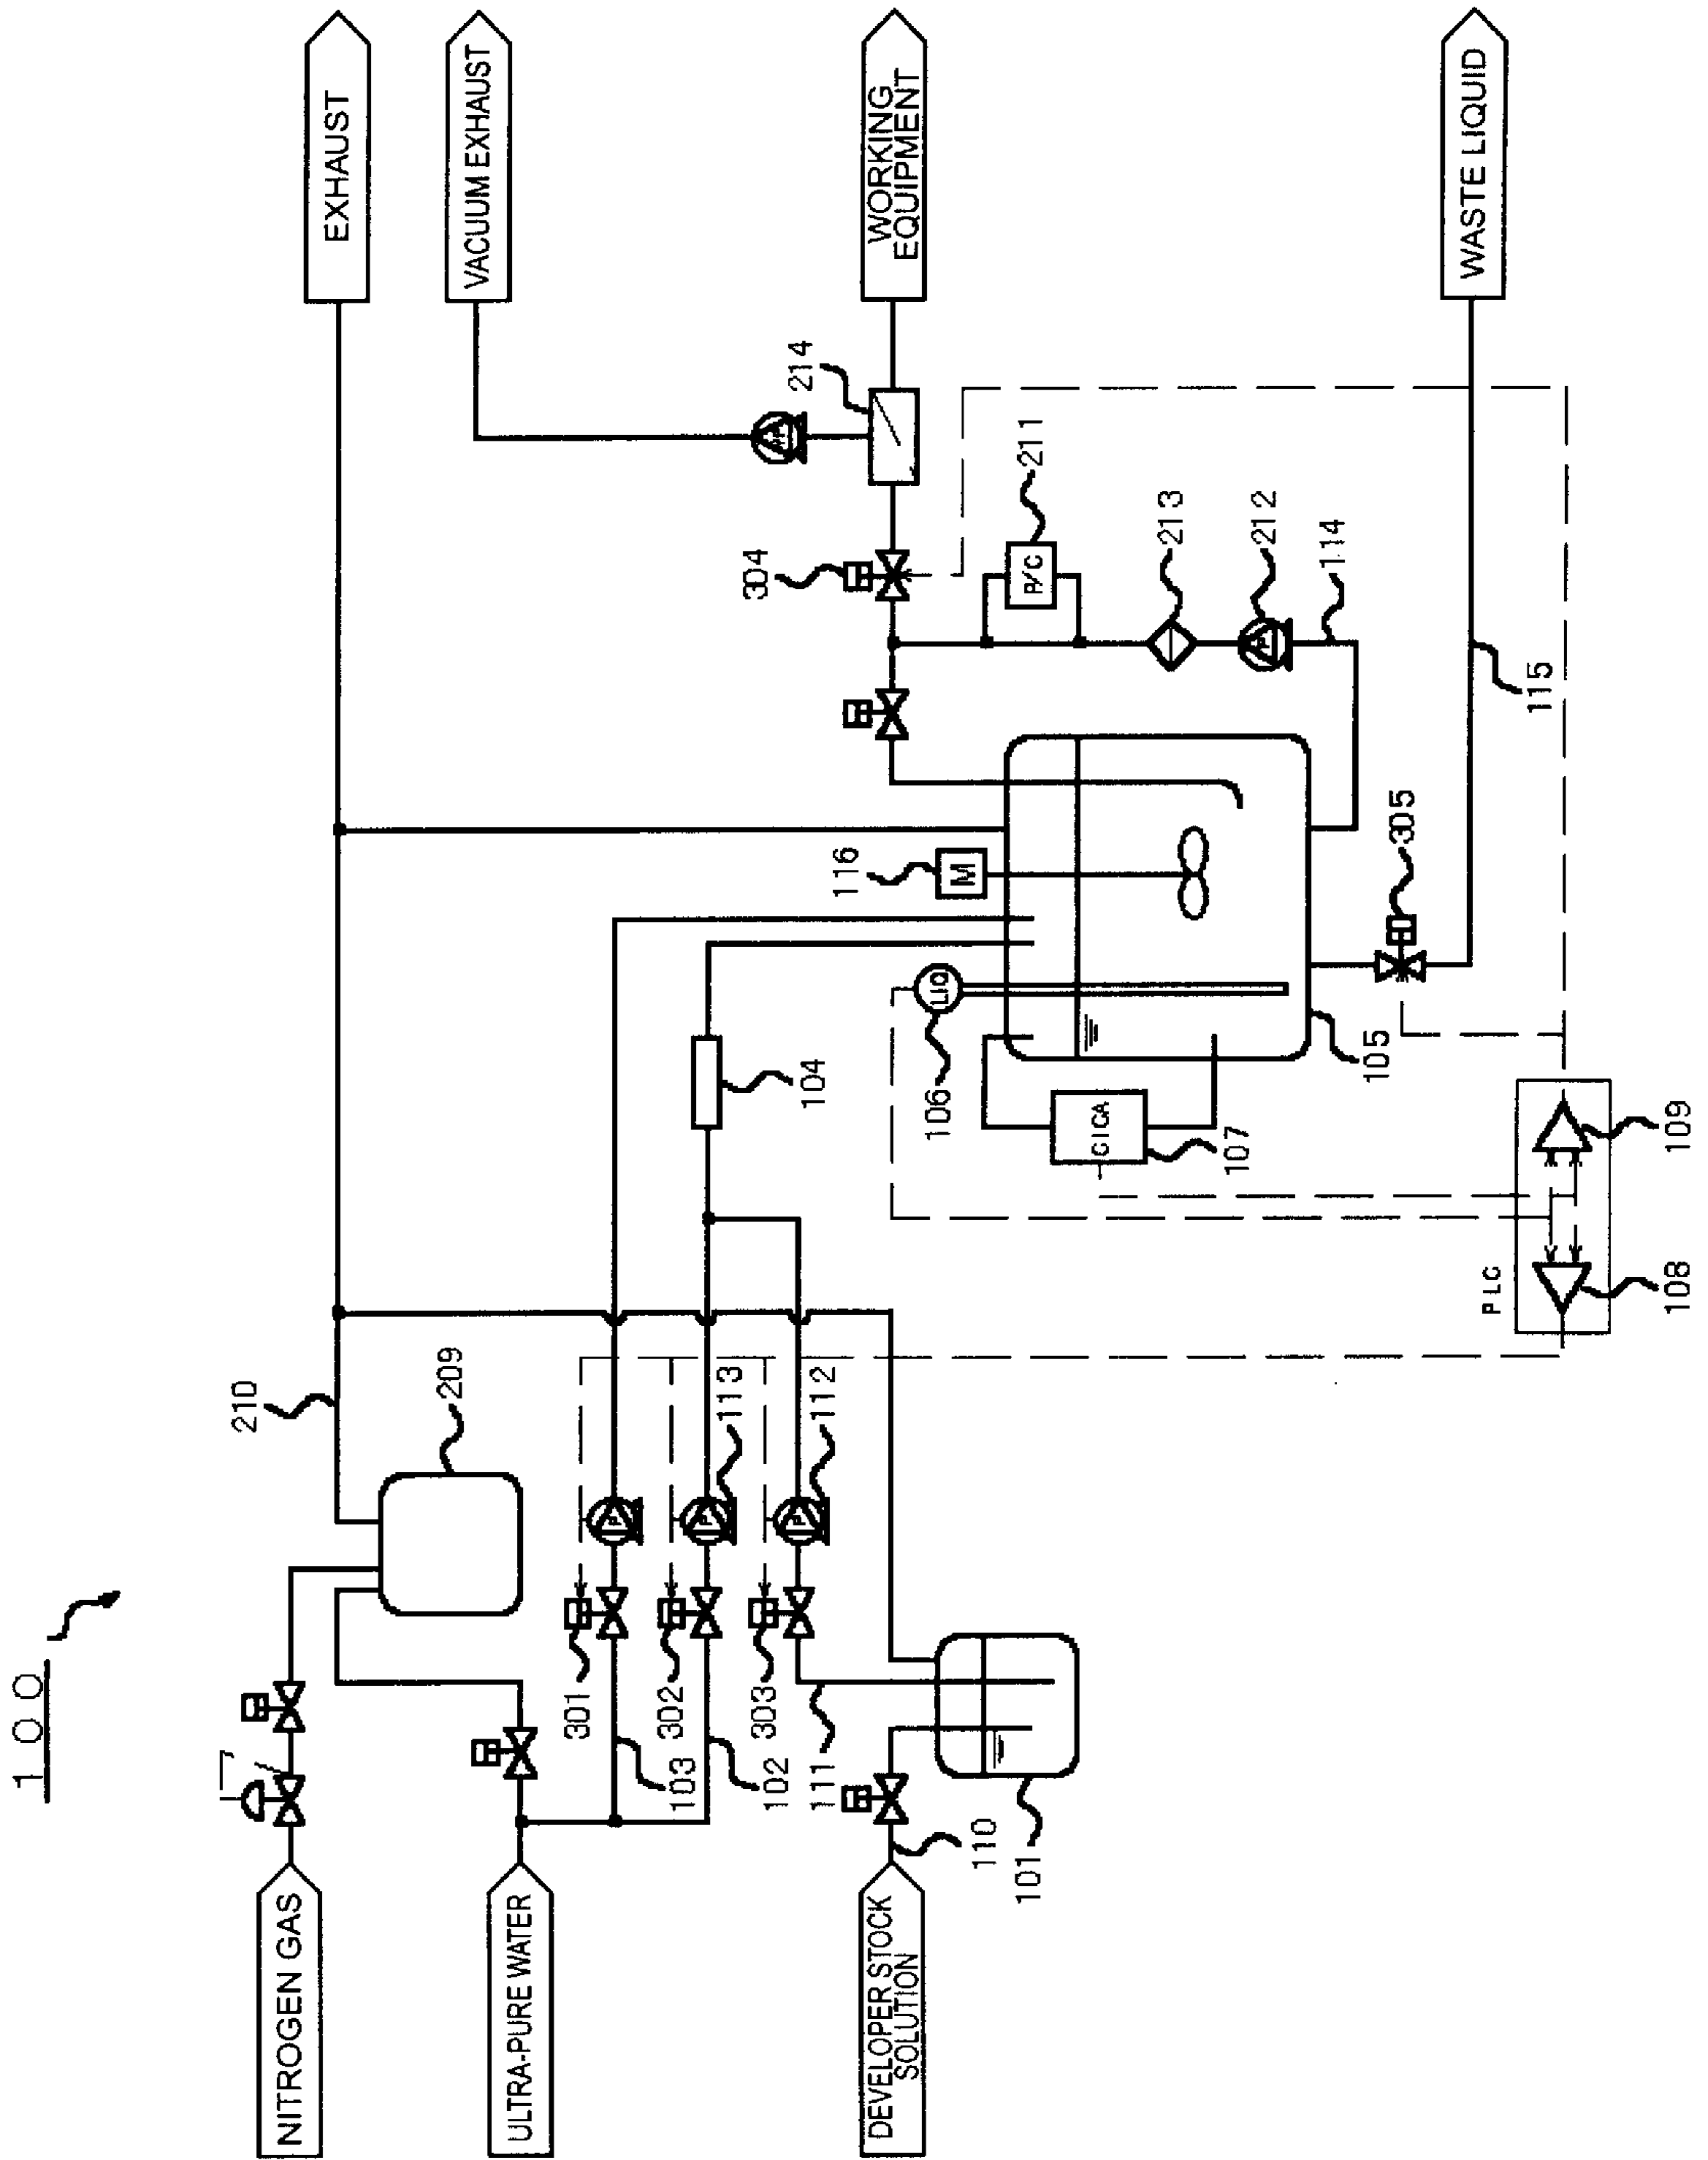 100
NITROGEN GAS
ULTRA-PURE WATER
DEVELOPER STOCK
SOLUTION
EXHAUST
VACUUM EXHAUST
WORKING
EQUIPMENT
WASTE LIQUID
210
209
301
302
303
103
102
111
110
101
113
112
P
P
P
104
116
M
106
LIQ
107
CICA
105
305
304
214
P
211
P/C
213
212
P
114
115
PLC
108
109